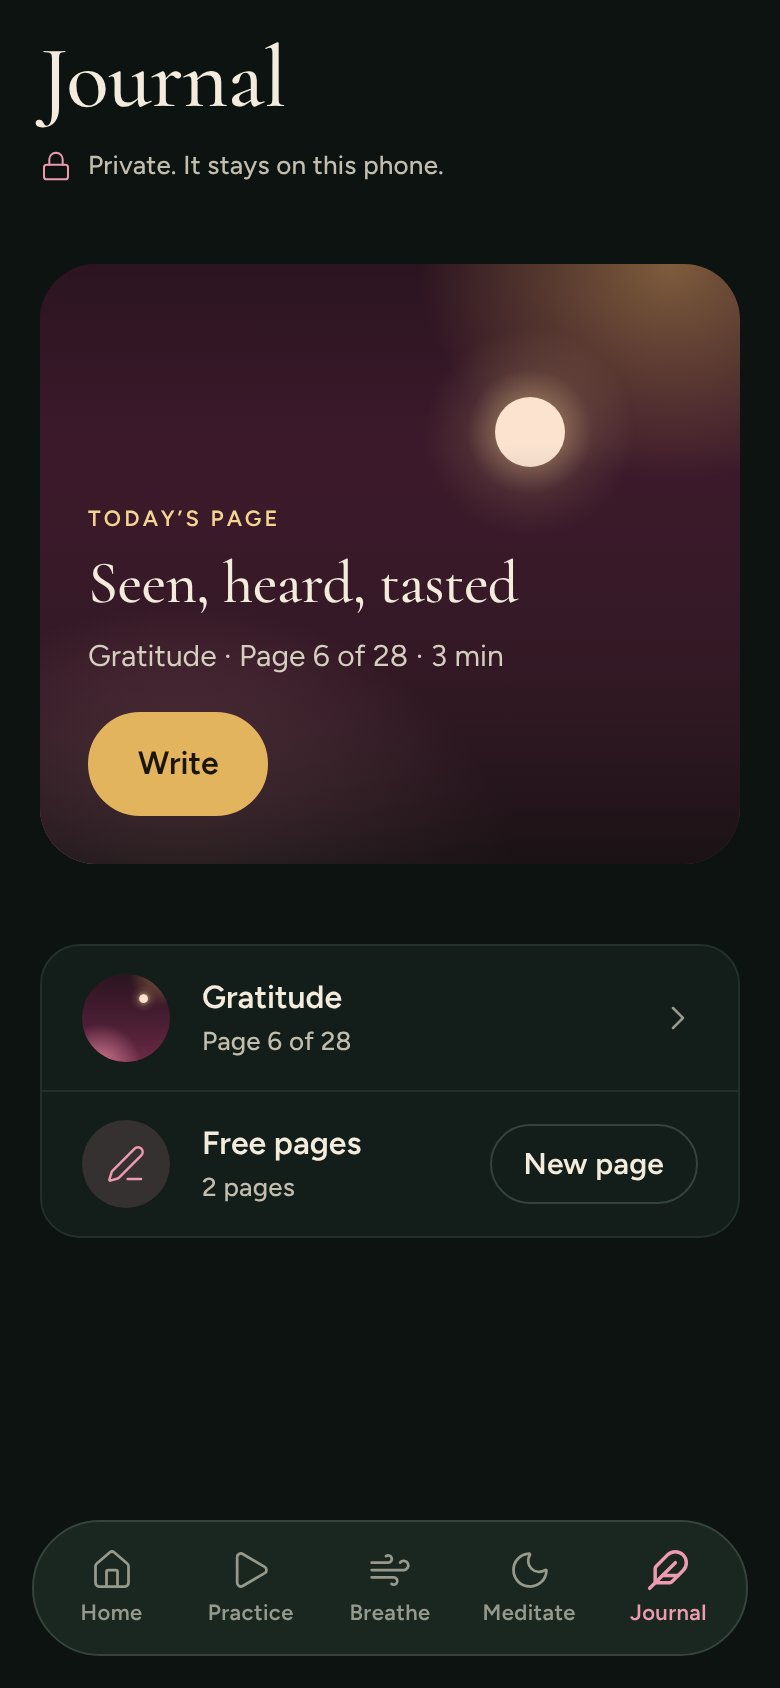 Journal
Private. It stays on this phone.
TODAY’S PAGE
Seen, heard, tasted
Gratitude · Page 6 of 28 · 3 min
Write
Gratitude
Page 6 of 28
Free pages
2 pages
New page
Home
Practice
Breathe
Meditate
Journal